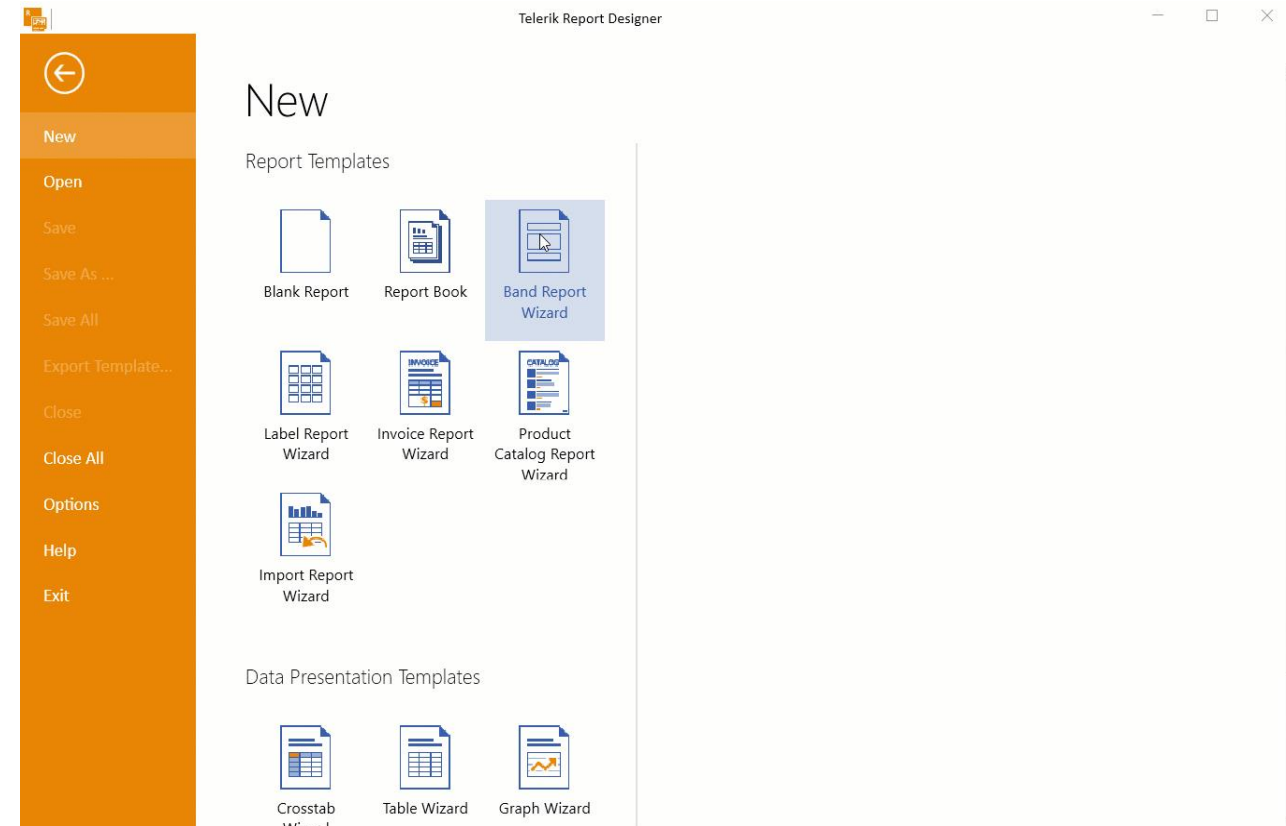 Telerik Report Designer
New
Open
Save
Save As ...
Save All
Export Template...
Close
Close All
Options
Help
Exit
New
Report Templates
Blank Report
Report Book
Band Report
Wizard
Label Report
Wizard
INVOICE
Invoice Report
Wizard
CATALOG
Product
Catalog Report
Wizard
Import Report
Wizard
Data Presentation Templates
Crosstab
Table Wizard
Graph Wizard